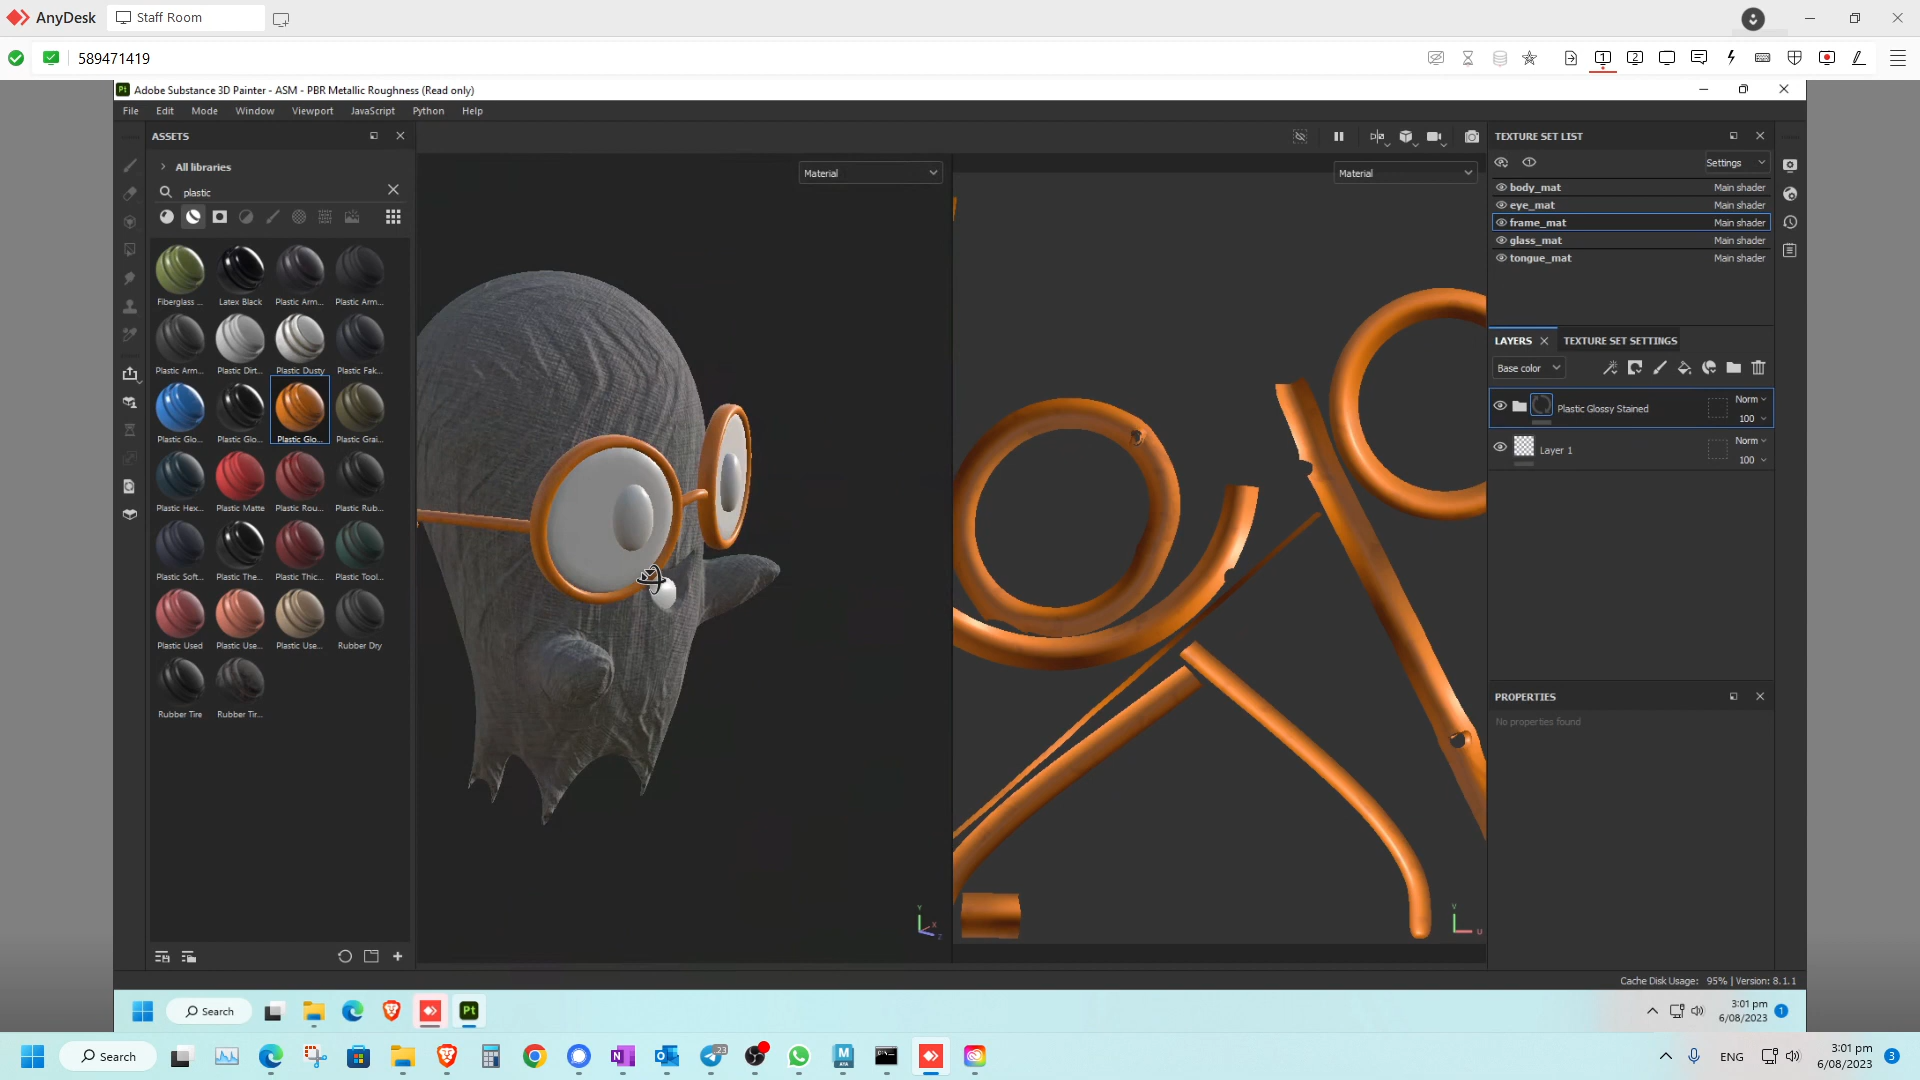 AnyDesk
Staff Room
589471419
Adobe Substance 3D Painter - ASM - PBR Metallic Roughness (Read only)
File Edit Mode Window Viewport JavaScript Python Help
ASSETS
All libraries
plastic
Fiberglass ... Latex Black Plastic Arm... Plastic Arm...
Plastic Arm... Plastic Dirt... Plastic Dusty Plastic Fak...
Plastic Glo... Plastic Glo... Plastic Glo... Plastic Grai...
Plastic Hex... Plastic Matte Plastic Rou... Plastic Rub...
Plastic Soft... Plastic The... Plastic Thic... Plastic Tool...
Plastic Used Plastic Use... Plastic Use... Rubber Dry
Rubber Tire Rubber Tir...
Material
Material
Y
X
Z
V
U
TEXTURE SET LIST
Settings
body_mat Main shader
eye_mat Main shader
frame_mat Main shader
glass_mat Main shader
tongue_mat Main shader
LAYERS TEXTURE SET SETTINGS
Base color
Plastic Glossy Stained Norm 100
Layer 1 Norm 100
PROPERTIES
No properties found
Cache Disk Usage: 95% | Version: 8.1.1
Search
Pt
3:01 pm
6/08/2023
1
Search
23
ENG
3:01 pm
6/08/2023
3